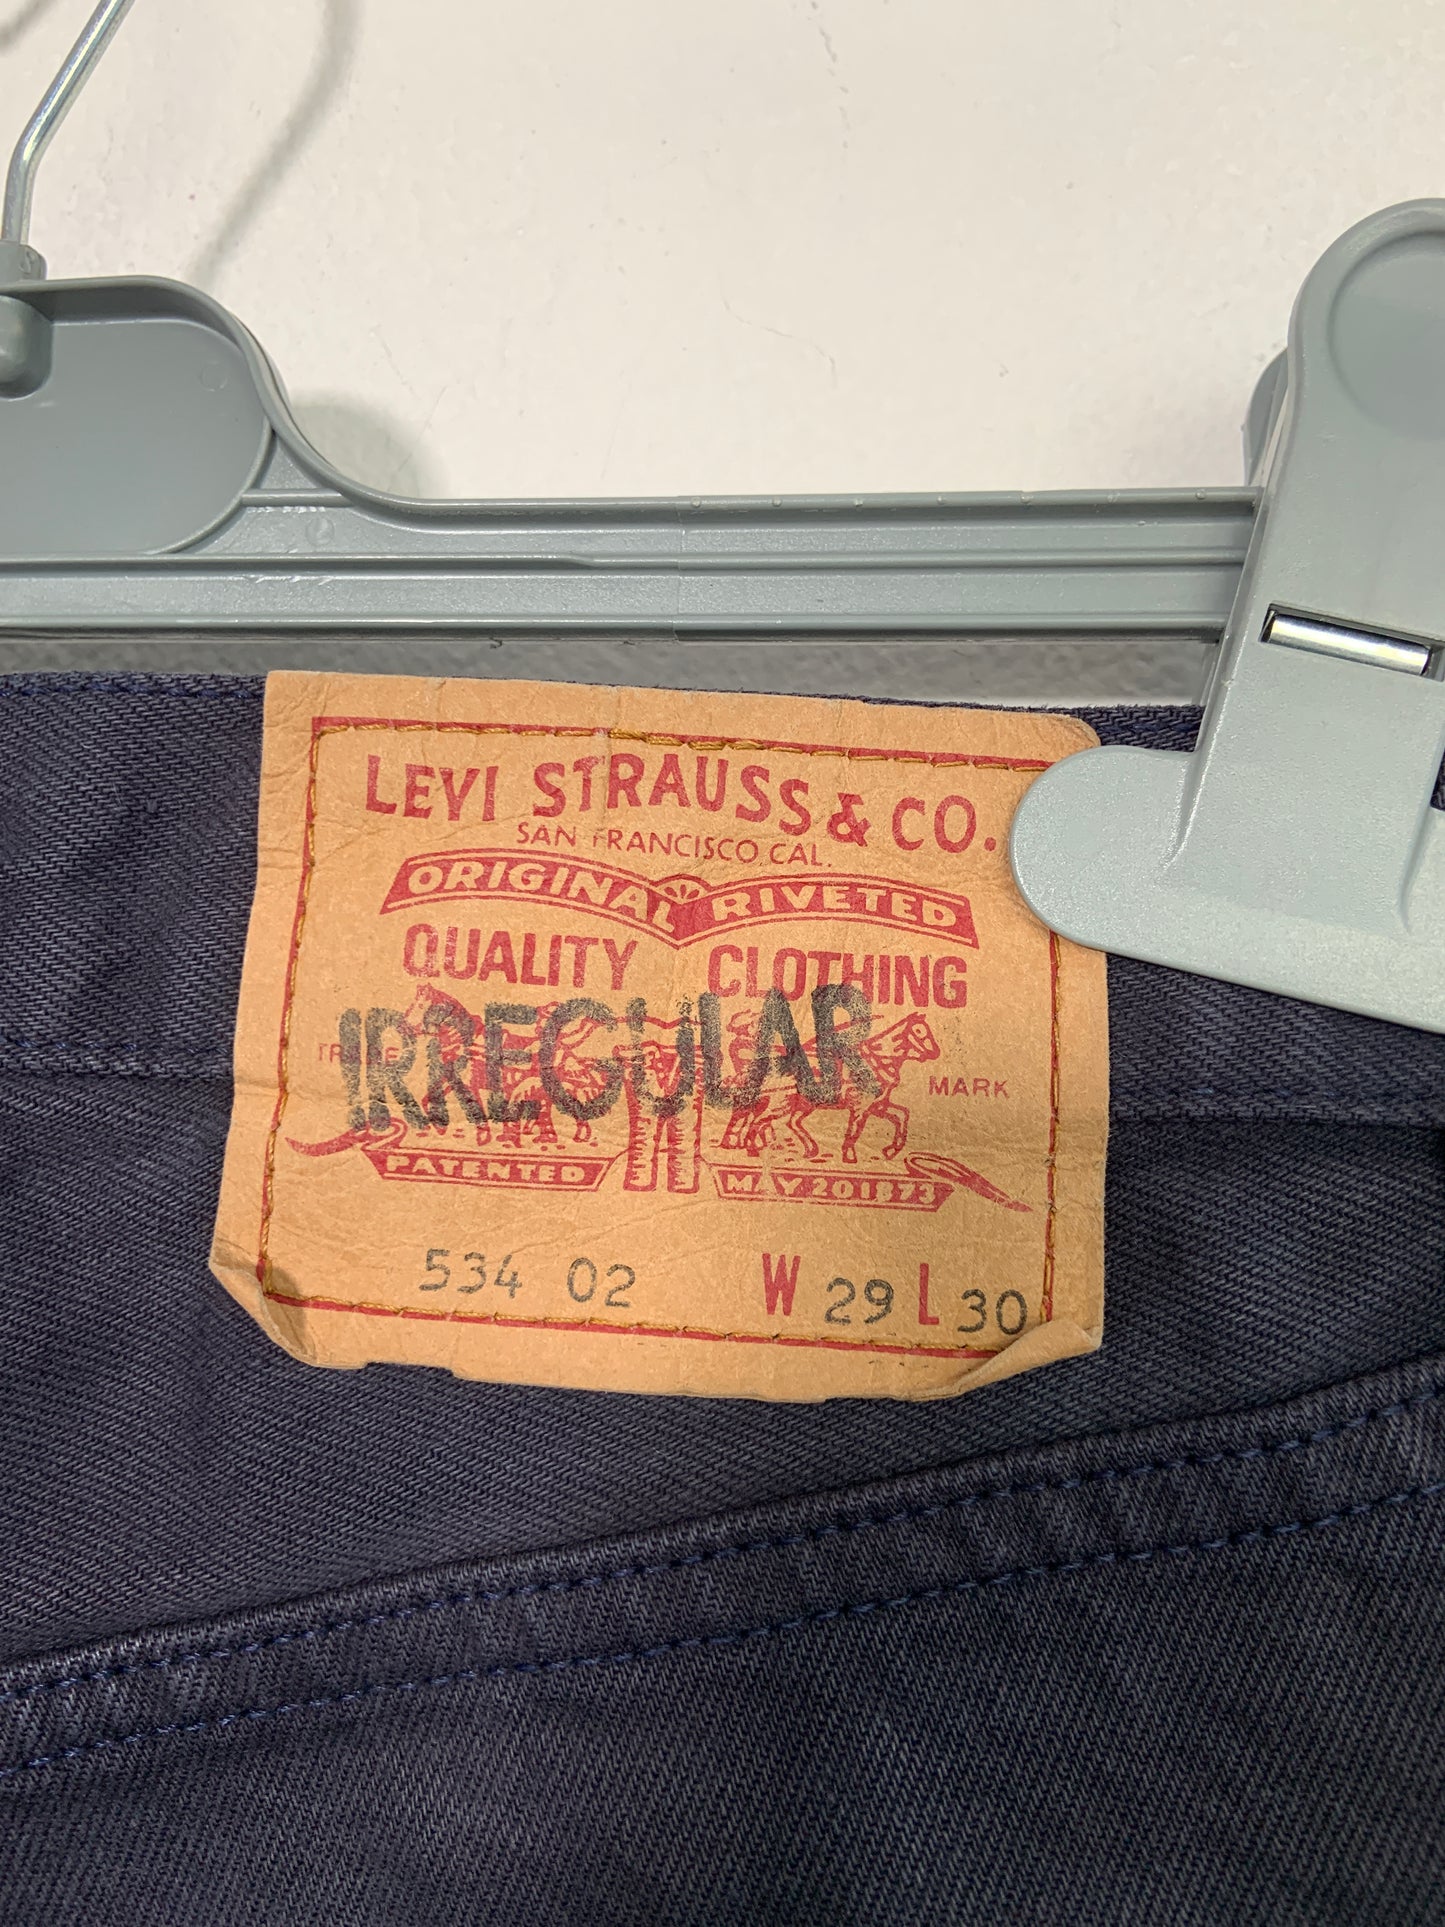 LEVI STRAUSS & CO.
SAN FRANCISCO, CAL.
ORIGINAL RIVETED
QUALITY CLOTHING
IRREGULAR
TRADE MARK
PATENTED MAY 20 1873
534 02 W 29 L 30